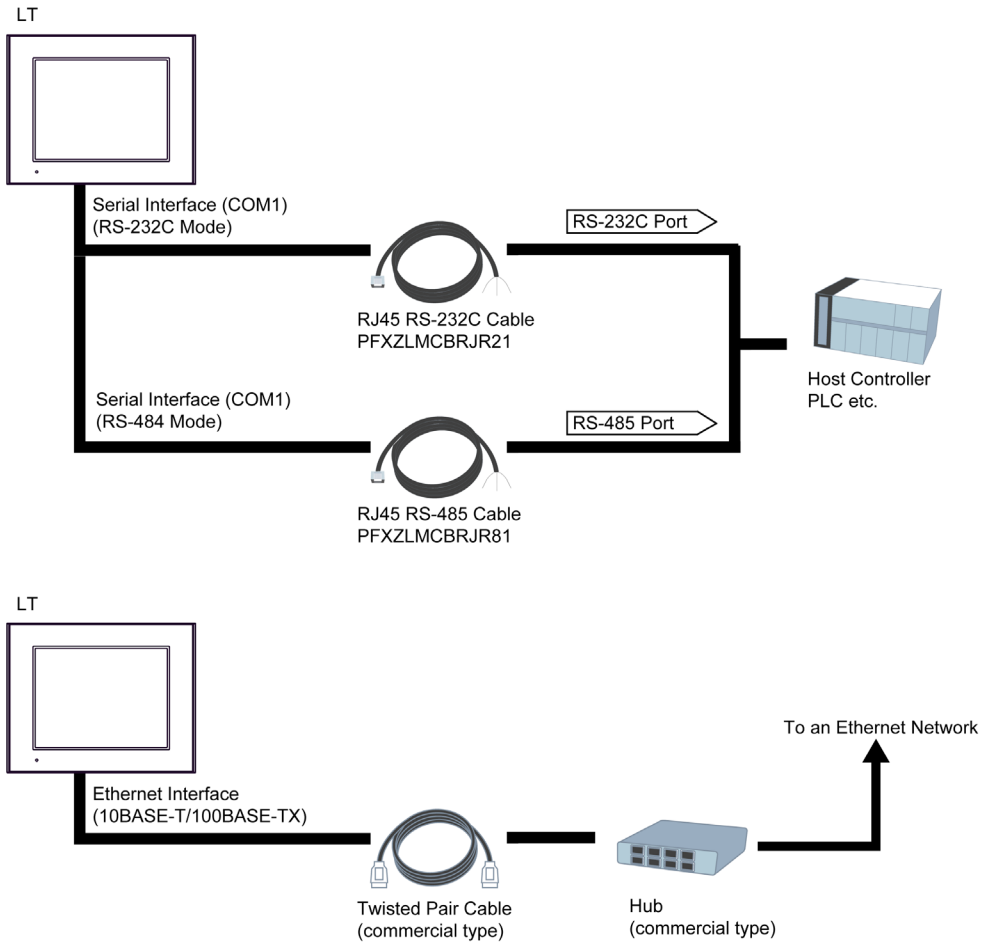 LT
Serial Interface (COM1)
(RS-232C Mode)
RS-232C Port
RJ45 RS-232C Cable
PFXZLMCBRJR21
Host Controller
PLC etc.
Serial Interface (COM1)
(RS-484 Mode)
RS-485 Port
RJ45 RS-485 Cable
PFXZLMCBRJR81
LT
To an Ethernet Network
Ethernet Interface
(10BASE-T/100BASE-TX)
Twisted Pair Cable
(commercial type)
Hub
(commercial type)